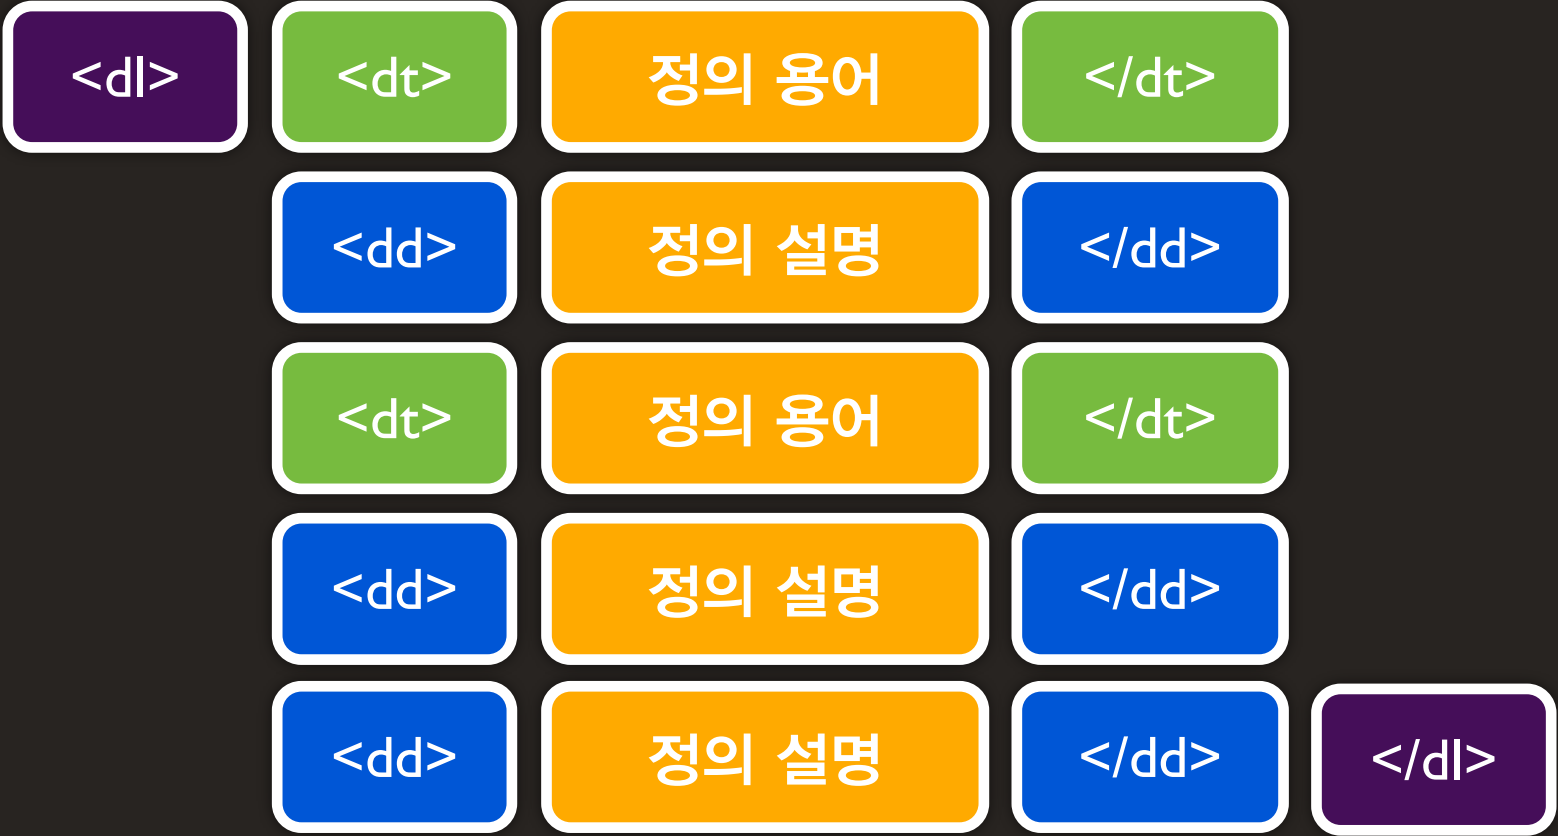 <dl> <dt> 정의 용어 </dt>
<dd> 정의 설명 </dd>
<dt> 정의 용어 </dt>
<dd> 정의 설명 </dd>
<dd> 정의 설명 </dd> </dl>